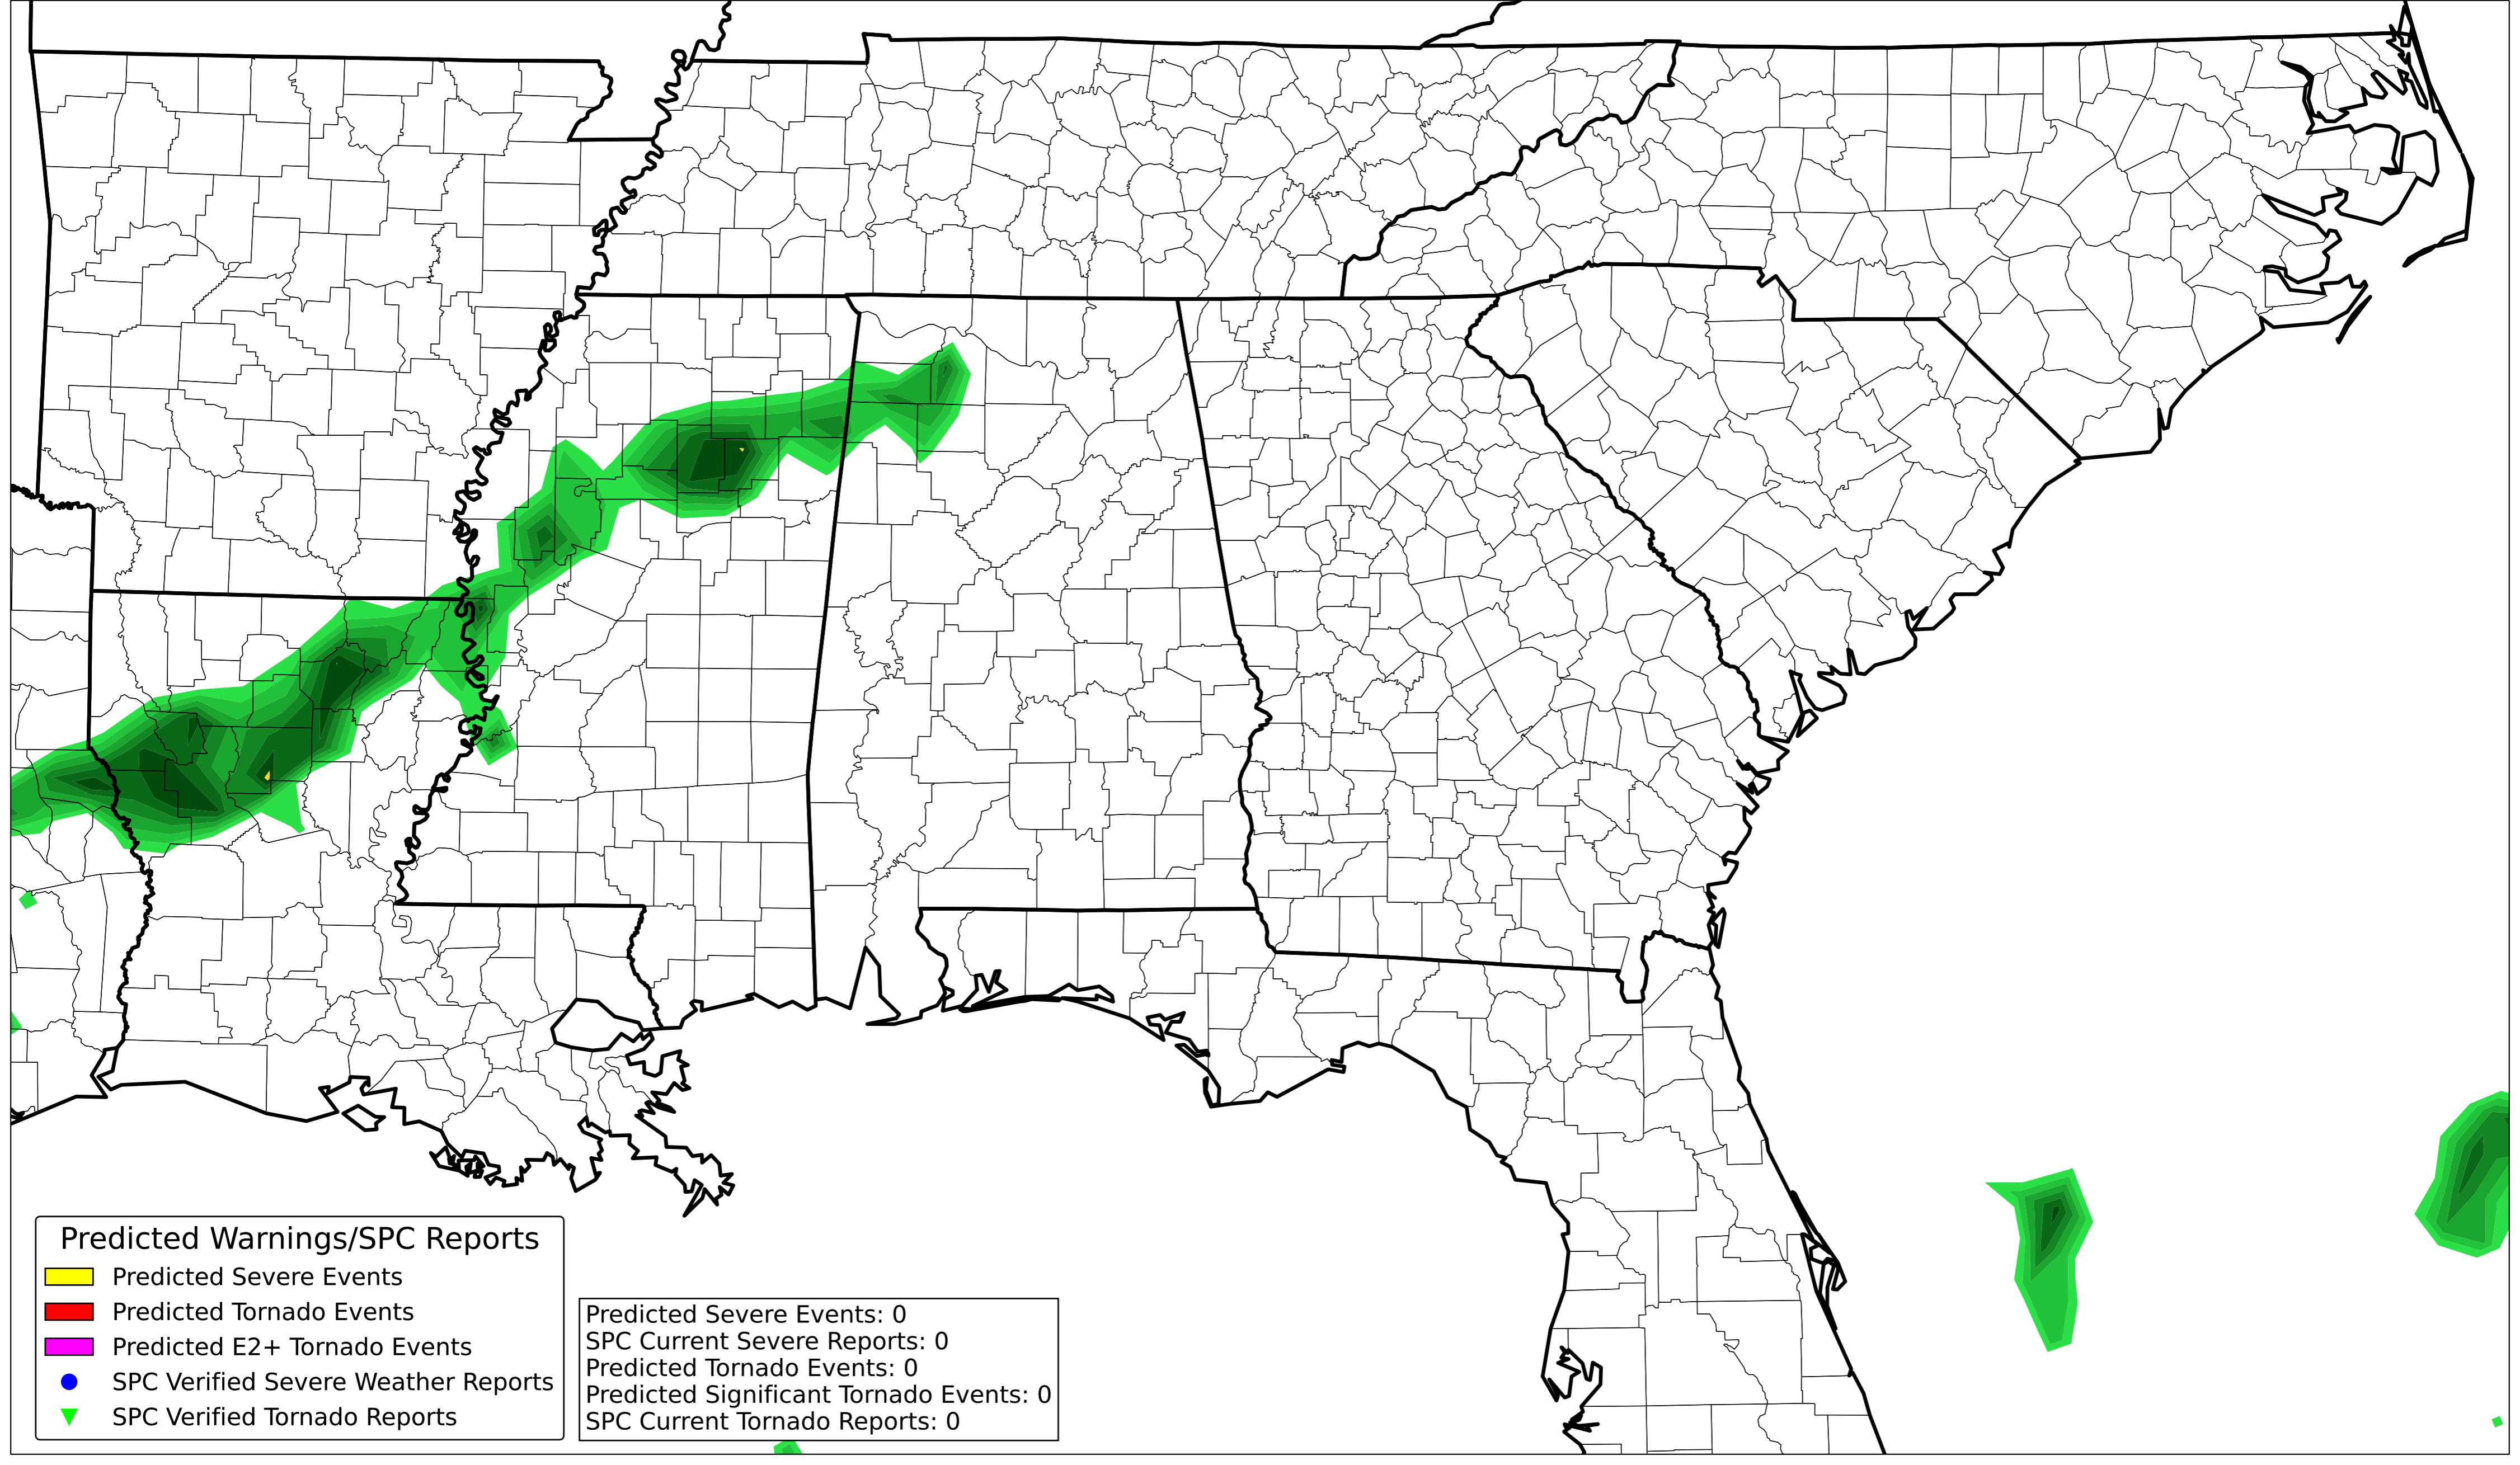 Predicted Warnings/SPC Reports
Predicted Severe Events
Predicted Tornado Events
Predicted E2+ Tornado Events
SPC Verified Severe Weather Reports
SPC Verified Tornado Reports
Predicted Severe Events: 0
SPC Current Severe Reports: 0
Predicted Tornado Events: 0
Predicted Significant Tornado Events: 0
SPC Current Tornado Reports: 0